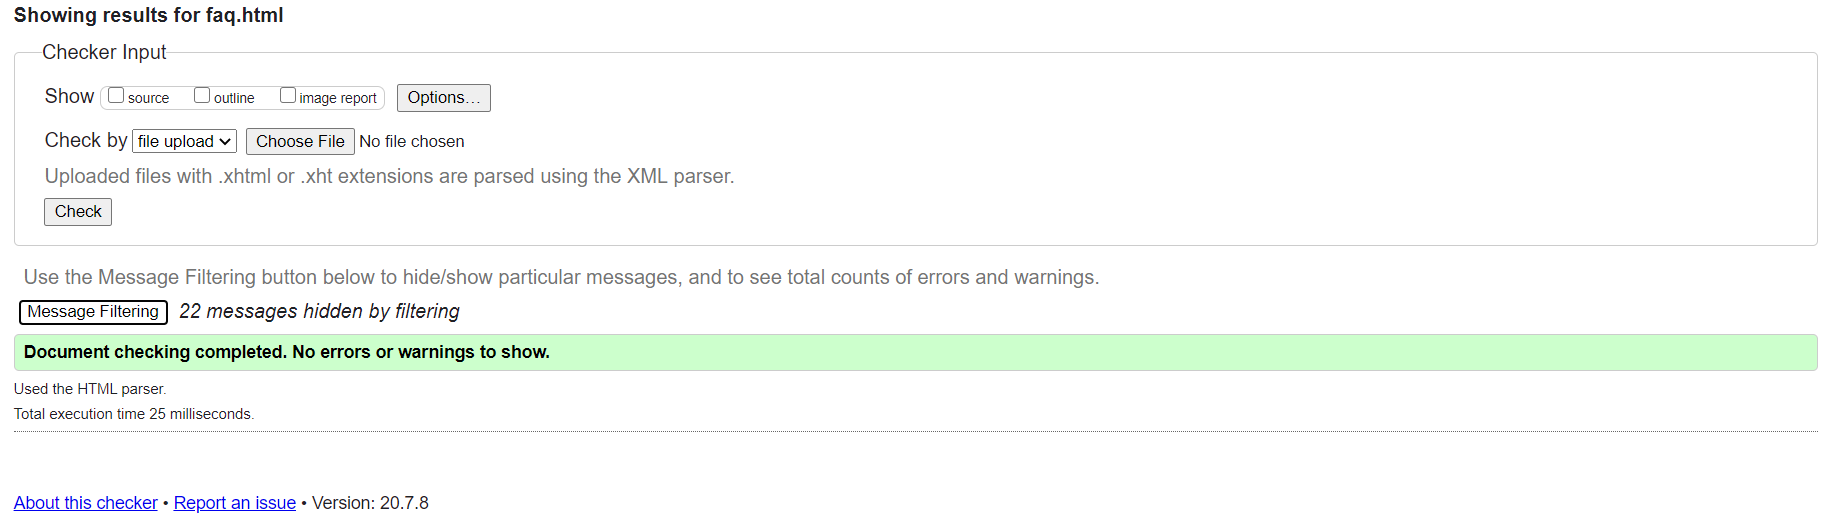 Showing results for faq.html
Checker Input
Show source outline image report Options...
Check by file upload Choose File No file chosen
Uploaded files with .xhtml or .xht extensions are parsed using the XML parser.
Check
Use the Message Filtering button below to hide/show particular messages, and to see total counts of errors and warnings.
Message Filtering 22 messages hidden by filtering
Document checking completed. No errors or warnings to show.
Used the HTML parser.
Total execution time 25 milliseconds.
About this checker • Report an issue • Version: 20.7.8